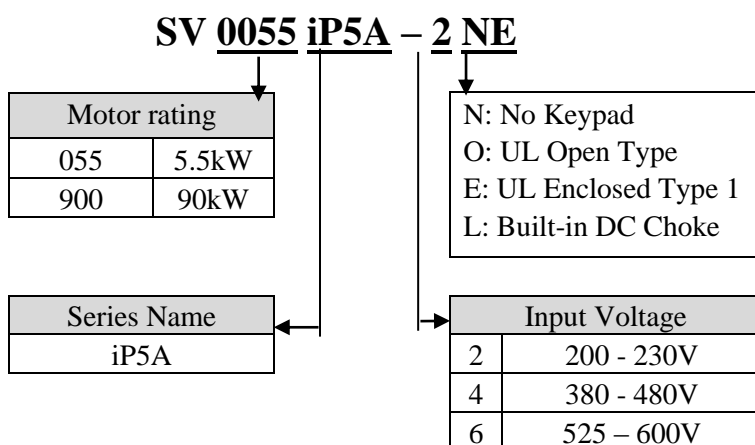 SV 0055 iP5A – 2 NE
Motor rating
055 5.5kW
900 90kW
N: No Keypad
O: UL Open Type
E: UL Enclosed Type 1
L: Built-in DC Choke
Series Name
iP5A
Input Voltage
2 200 - 230V
4 380 - 480V
6 525 – 600V